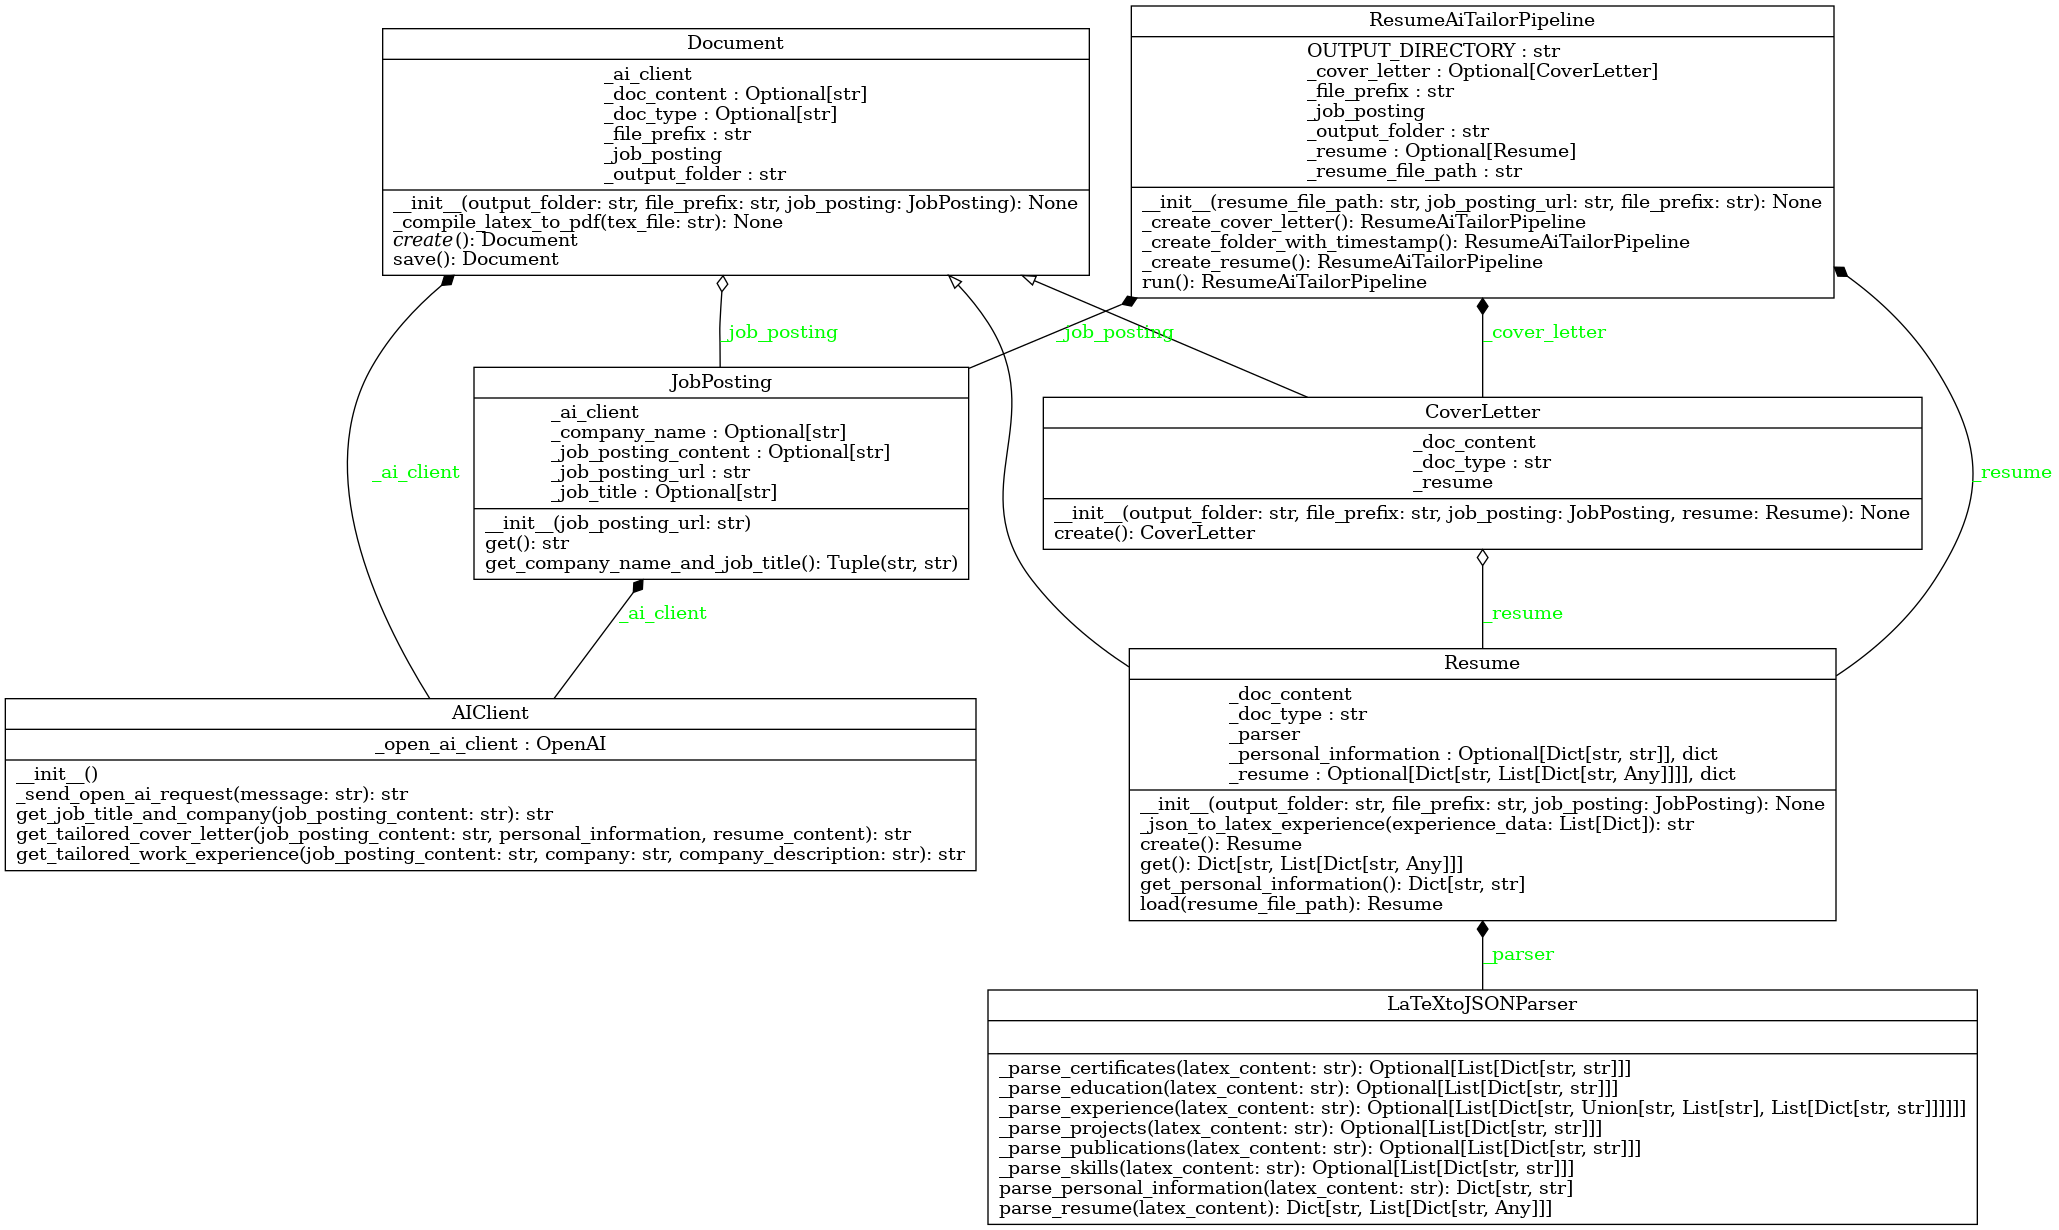 Document
_ai_client
_doc_content : Optional[str]
_doc_type : Optional[str]
_file_prefix : str
_job_posting
_output_folder : str
__init__(output_folder: str, file_prefix: str, job_posting: JobPosting): None
_compile_latex_to_pdf(tex_file: str): None
create(): Document
save(): Document
ResumeAiTailorPipeline
OUTPUT_DIRECTORY : str
_cover_letter : Optional[CoverLetter]
_file_prefix : str
_job_posting
_output_folder : str
_resume : Optional[Resume]
_resume_file_path : str
__init__(resume_file_path: str, job_posting_url: str, file_prefix: str): None
_create_cover_letter(): ResumeAiTailorPipeline
_create_folder_with_timestamp(): ResumeAiTailorPipeline
_create_resume(): ResumeAiTailorPipeline
run(): ResumeAiTailorPipeline
_job_posting
_job_posting
_cover_letter
JobPosting
_ai_client
_company_name : Optional[str]
_job_posting_content : Optional[str]
_job_posting_url : str
_job_title : Optional[str]
__init__(job_posting_url: str)
get(): str
get_company_name_and_job_title(): Tuple(str, str)
CoverLetter
_doc_content
_doc_type : str
_resume
__init__(output_folder: str, file_prefix: str, job_posting: JobPosting, resume: Resume): None
create(): CoverLetter
_ai_client
_resume
_ai_client
_resume
AIClient
_open_ai_client : OpenAI
__init__()
_send_open_ai_request(message: str): str
get_job_title_and_company(job_posting_content: str): str
get_tailored_cover_letter(job_posting_content: str, personal_information, resume_content): str
get_tailored_work_experience(job_posting_content: str, company: str, company_description: str): str
Resume
_doc_content
_doc_type : str
_parser
_personal_information : Optional[Dict[str, str]], dict
_resume : Optional[Dict[str, List[Dict[str, Any]]]], dict
__init__(output_folder: str, file_prefix: str, job_posting: JobPosting): None
_json_to_latex_experience(experience_data: List[Dict]): str
create(): Resume
get(): Dict[str, List[Dict[str, Any]]]
get_personal_information(): Dict[str, str]
load(resume_file_path): Resume
_parser
LaTeXtoJSONParser
_parse_certificates(latex_content: str): Optional[List[Dict[str, str]]]
_parse_education(latex_content: str): Optional[List[Dict[str, str]]]
_parse_experience(latex_content: str): Optional[List[Dict[str, Union[str, List[str], List[Dict[str, str]]]]]]
_parse_projects(latex_content: str): Optional[List[Dict[str, str]]]
_parse_publications(latex_content: str): Optional[List[Dict[str, str]]]
_parse_skills(latex_content: str): Optional[List[Dict[str, str]]]
parse_personal_information(latex_content: str): Dict[str, str]
parse_resume(latex_content): Dict[str, List[Dict[str, Any]]]